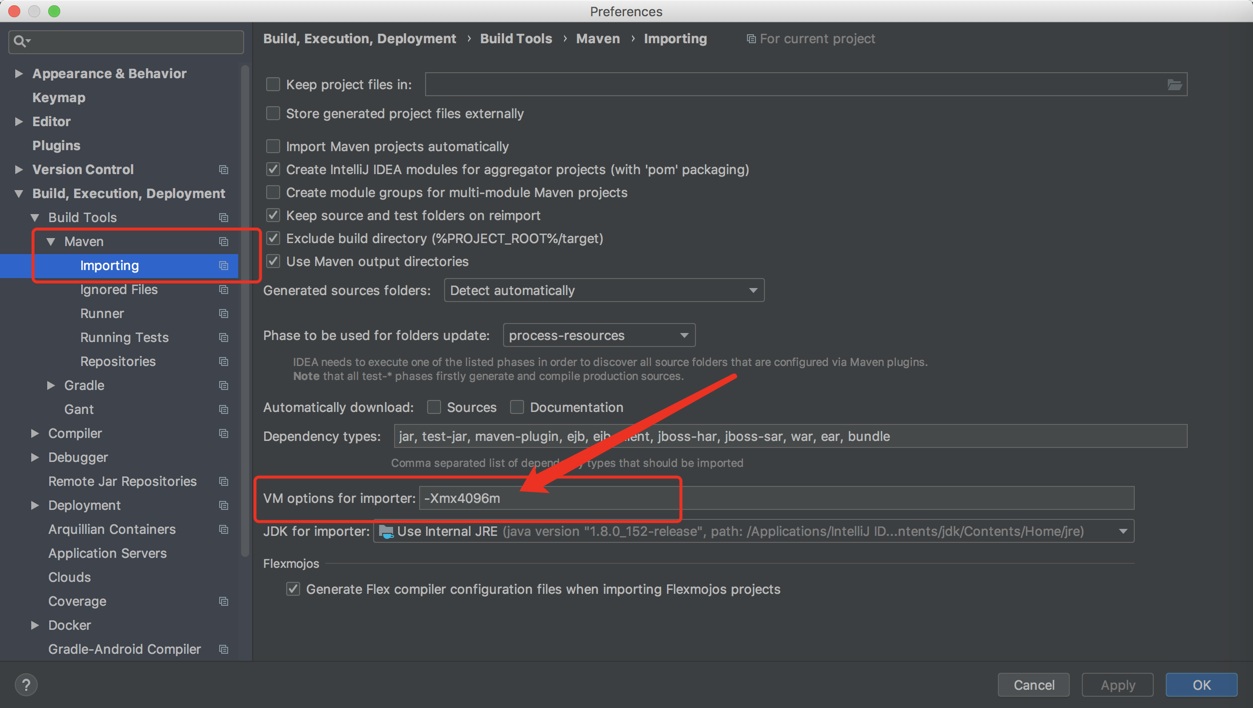 Preferences
Appearance & Behavior
Keymap
Editor
Plugins
Version Control
Build, Execution, Deployment
Build Tools
Maven
Importing
Ignored Files
Runner
Running Tests
Repositories
Gradle
Gant
Compiler
Debugger
Remote Jar Repositories
Deployment
Arquillian Containers
Application Servers
Clouds
Coverage
Docker
Gradle-Android Compiler
Build, Execution, Deployment › Build Tools › Maven › Importing For current project
Keep project files in:
Store generated project files externally
Import Maven projects automatically
Create IntelliJ IDEA modules for aggregator projects (with 'pom' packaging)
Create module groups for multi-module Maven projects
Keep source and test folders on reimport
Exclude build directory (%PROJECT_ROOT%/target)
Use Maven output directories
Generated sources folders: Detect automatically
Phase to be used for folders update: process-resources
IDEA needs to execute one of the listed phases in order to discover all source folders that are configured via Maven plugins.
Note that all test-* phases firstly generate and compile production sources.
Automatically download: Sources Documentation
Dependency types: jar, test-jar, maven-plugin, ejb, jboss-har, jboss-sar, war, ear, bundle
Comma separated list of dependency types that should be imported
VM options for importer: -Xmx4096m
JDK for importer: Use Internal JRE (java version "1.8.0_152-release", path: /Applications/IntelliJ ID...ntents/jdk/Contents/Home/jre)
Flexmojos
Generate Flex compiler configuration files when importing Flexmojos projects
?
Cancel
Apply
OK